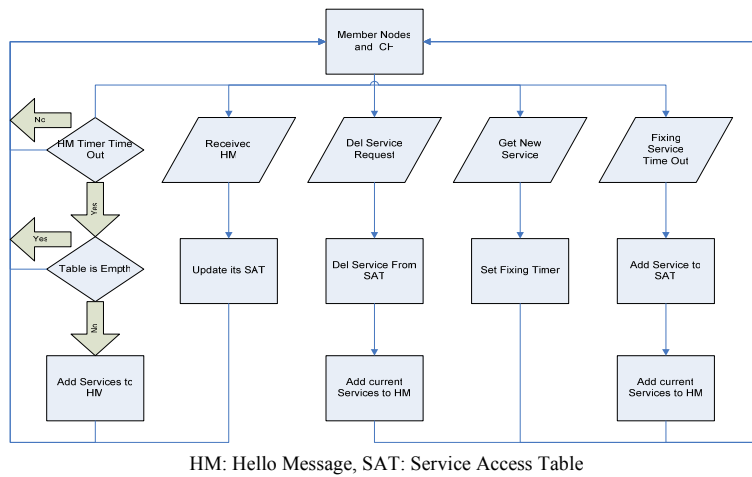 Member Nodes
and CH
No
HM Timer Time
Out
Received
HM
Del Service
Request
Get New
Service
Fixing
Service
Time Out
Yes
Yes
Table is Empth
Update its SAT
Del Service From
SAT
Set Fixing Timer
Add Service to
SAT
No
Add Services to
HM
Add current
Services to HM
Add current
Services to HM
HM: Hello Message, SAT: Service Access Table